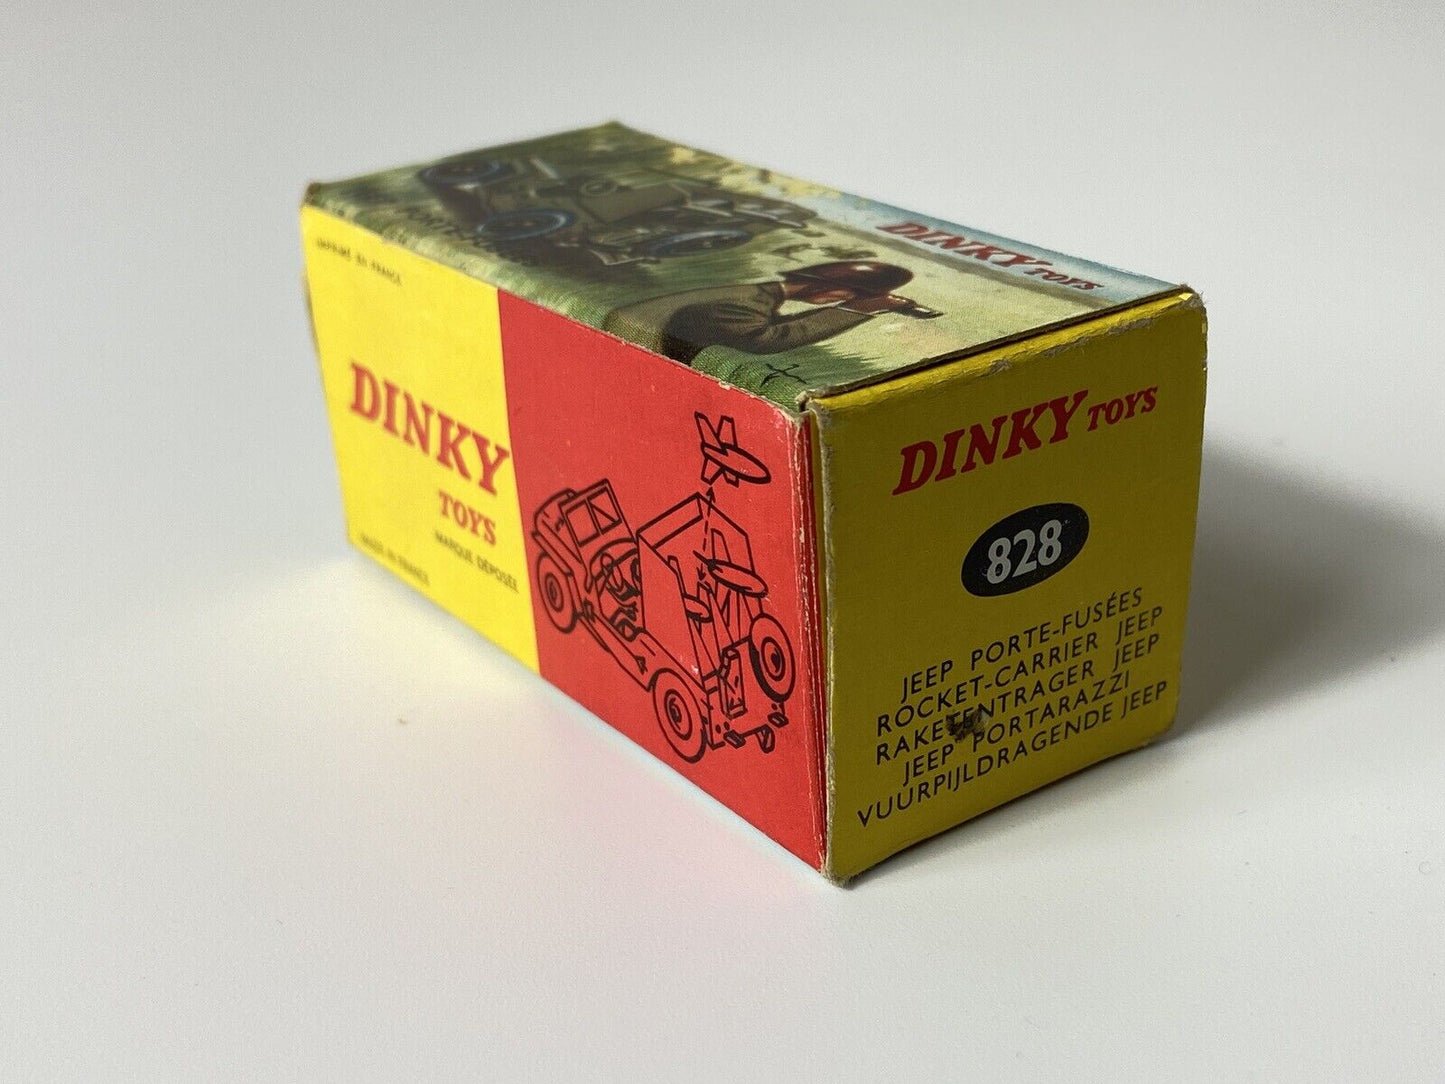 IMPRIMÉ EN FRANCE
DINKY
TOYS
MARQUE DÉPOSÉE
MADE IN FRANCE
DINKY TOYS
DINKY TOYS
828
JEEP PORTE-FUSÉES
ROCKET-CARRIER JEEP
RAKETENTRAGER JEEP
JEEP PORTARAZZI
VUURPIJLDRAGENDE JEEP